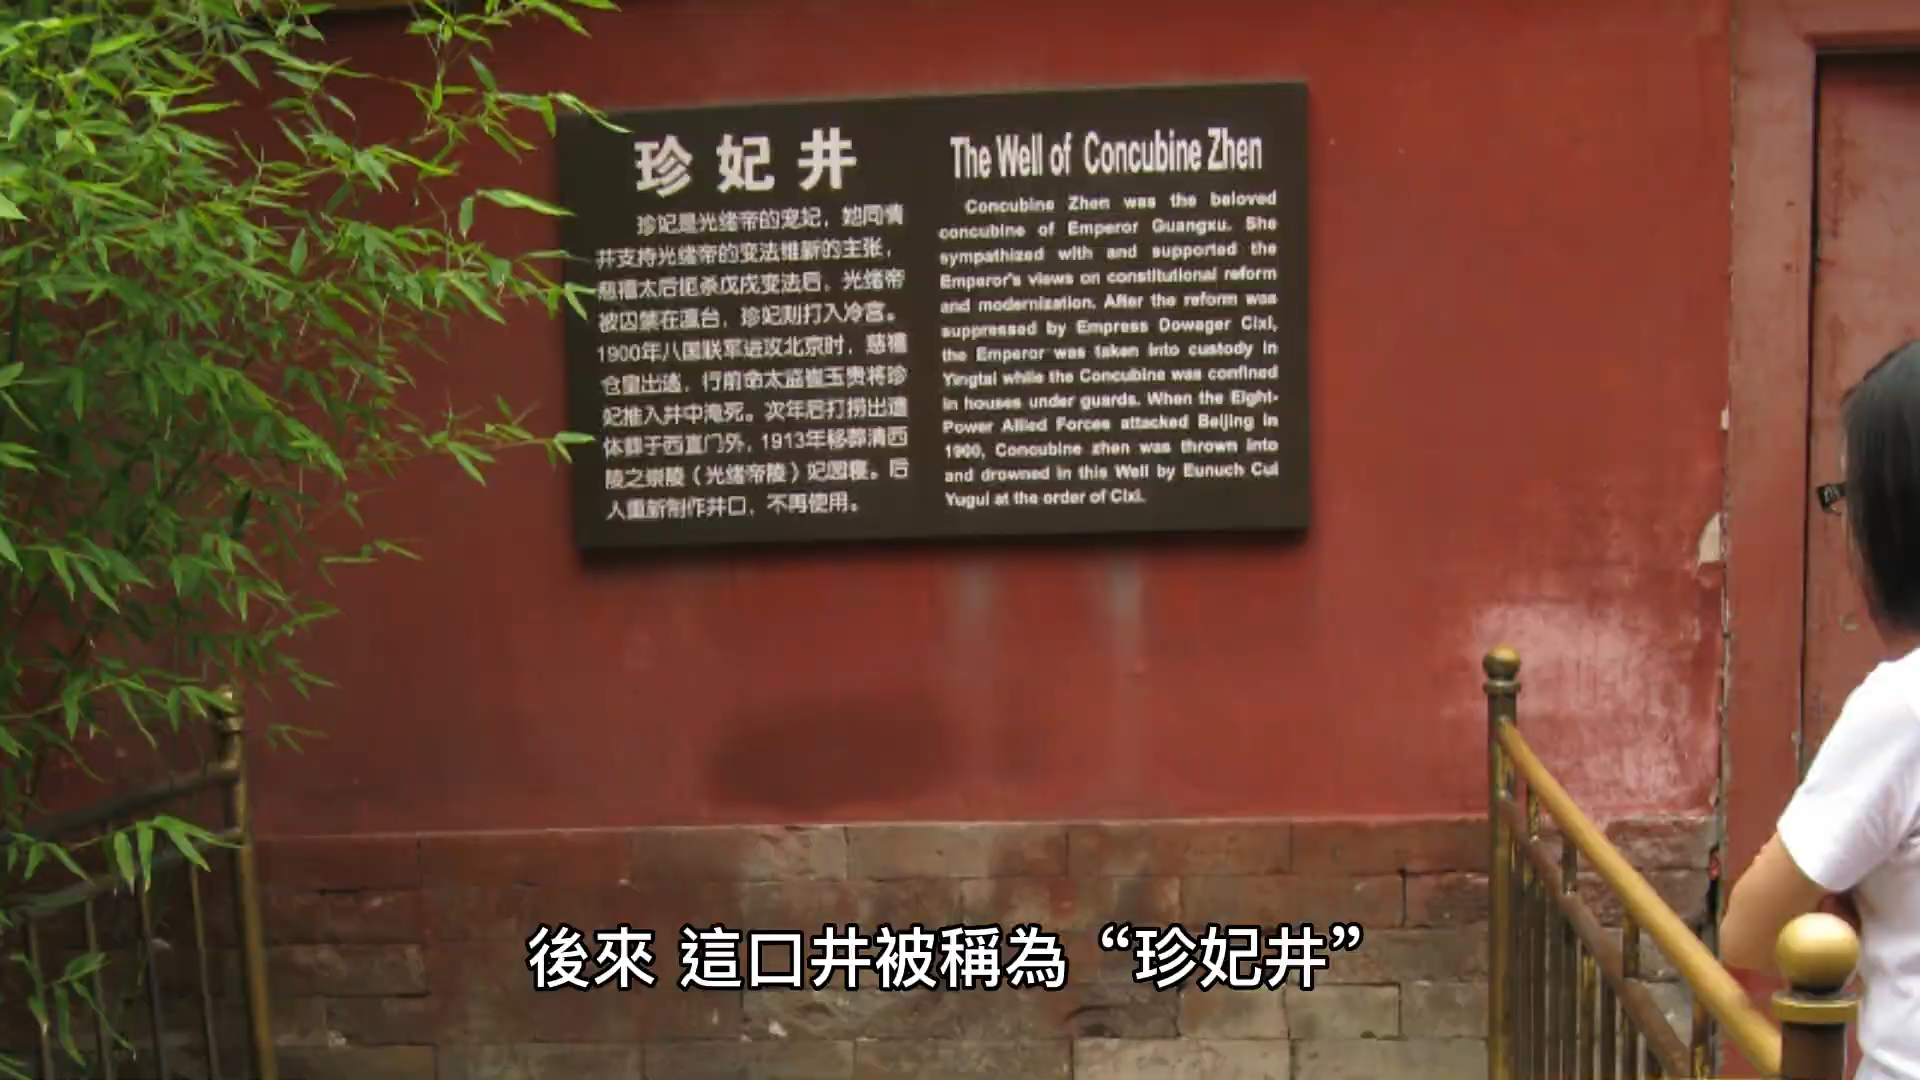 珍妃井
珍妃是光绪帝的宠妃，她同情
并支持光绪帝的变法维新的主张，
慈禧太后扼杀戊戌变法后，光绪帝
被囚禁在瀛台，珍妃则打入冷宫。
1900年八国联军进攻北京时，慈禧
仓皇出逃，行前命太监崔玉贵将珍
妃推入井中淹死。次年后打捞出遗
体葬于西直门外，1913年移葬清西
陵之崇陵（光绪帝陵）妃园寝。后
人重新制作井口，不再使用。
The Well of Concubine Zhen
Concubine Zhen was the beloved
concubine of Emperor Guangxu. She
sympathized with and supported the
Emperor's views on constitutional reform
and modernization. After the reform was
suppressed by Empress Dowager Cixi,
the Emperor was taken into custody in
Yingtai while the Concubine was confined
in houses under guards. When the Eight-
Power Allied Forces attacked Beijing in
1900, Concubine zhen was thrown into
and drowned in this Well by Eunuch Cui
Yugui at the order of Cixi.
後來 這口井被稱為“珍妃井”